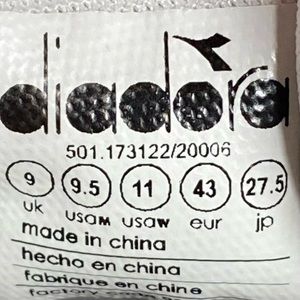 diadora
501.173122/20006
9 9.5 11 43 27.5
uk usaM usaW eur jp
made in china
hecho en china
fabrique en chine
factory